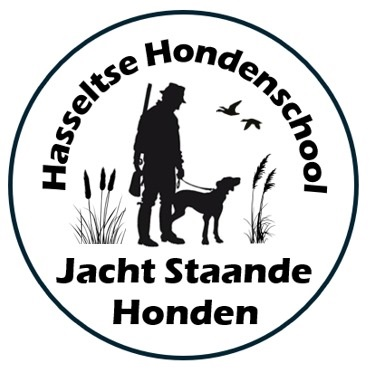 Hasseltse Hondenschool
Jacht Staande
Honden